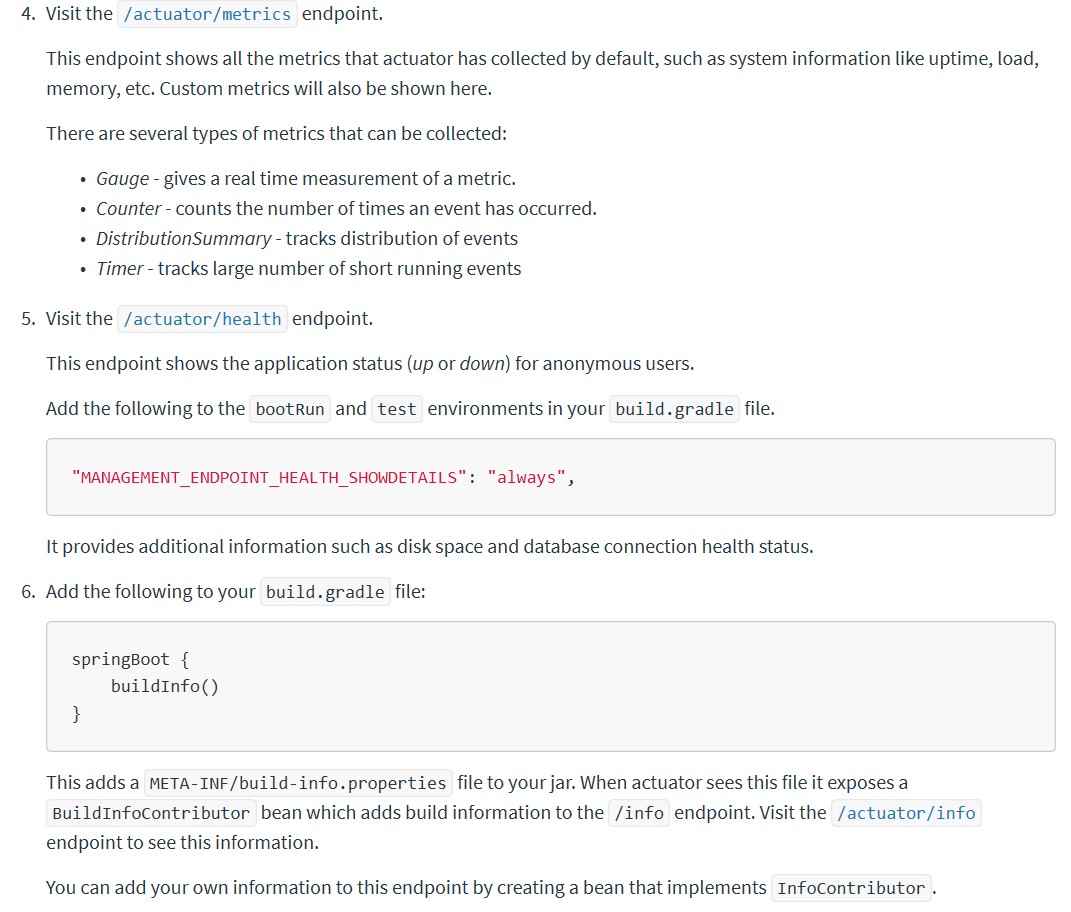 4. Visit the /actuator/metrics endpoint.
This endpoint shows all the metrics that actuator has collected by default, such as system information like uptime, load,
memory, etc. Custom metrics will also be shown here.
There are several types of metrics that can be collected:
• Gauge - gives a real time measurement of a metric.
• Counter - counts the number of times an event has occurred.
• DistributionSummary - tracks distribution of events
• Timer - tracks large number of short running events
5. Visit the /actuator/health endpoint.
This endpoint shows the application status (up or down) for anonymous users.
Add the following to the bootRun and test environments in your build.gradle file.
"MANAGEMENT_ENDPOINT_HEALTH_SHOWDETAILS": "always",
It provides additional information such as disk space and database connection health status.
6. Add the following to your build.gradle file:
springBoot {
    buildInfo()
}
This adds a META-INF/build-info.properties file to your jar. When actuator sees this file it exposes a
BuildInfoContributor bean which adds build information to the /info endpoint. Visit the /actuator/info
endpoint to see this information.
You can add your own information to this endpoint by creating a bean that implements InfoContributor.